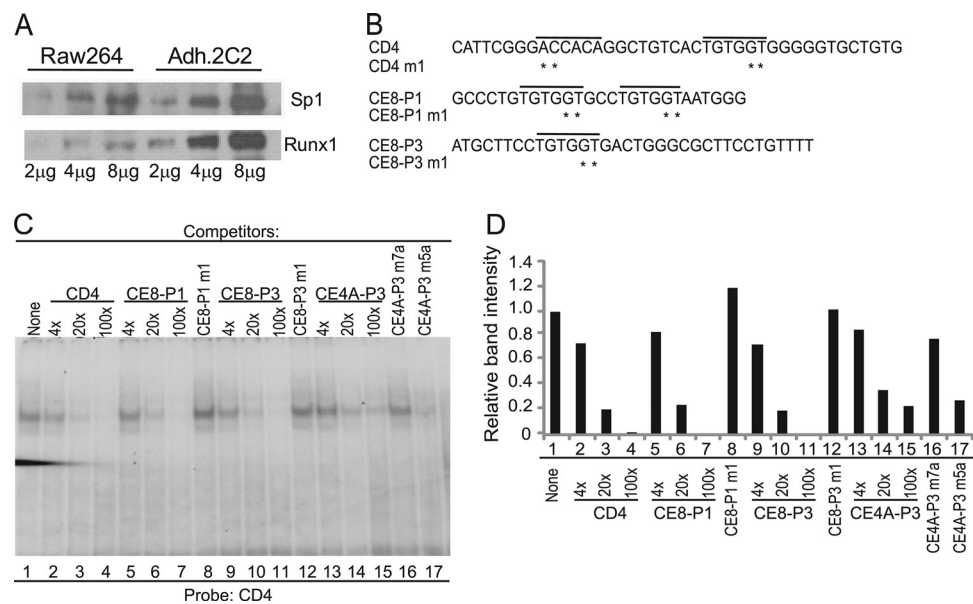 A
Raw264 Adh.2C2
Sp1
Runx1
2µg 4µg 8µg 2µg 4µg 8µg
B
CD4 CATTCGGGACCACAGGCTGTCACTGTGGTGGGGGTGCTGTG
CD4 m1 ** **
CE8-P1 GCCCTGTGTGGTGCCTGTGGTAATGGG
CE8-P1 m1 ** **
CE8-P3 ATGCTTCCTGTGGTGACTGGGCGCTTCCTGTTTT
CE8-P3 m1 **
C
Competitors:
CD4 CE8-P1 CE8-P3 CE4A-P3
None 4x 20x 100x 4x 20x 100x CE8-P1 m1 4x 20x 100x CE8-P3 m1 4x 20x 100x CE4A-P3 m7a CE4A-P3 m5a
1 2 3 4 5 6 7 8 9 10 11 12 13 14 15 16 17
Probe: CD4
D
Relative band intensity
1.4
1.2
1.0
0.8
0.6
0.4
0.2
0
1 2 3 4 5 6 7 8 9 10 11 12 13 14 15 16 17
None 4x 20x 100x 4x 20x 100x CE8-P1 m1 4x 20x 100x CE8-P3 m1 4x 20x 100x CE4A-P3 m7a CE4A-P3 m5a
CD4 CE8-P1 CE8-P3 CE4A-P3